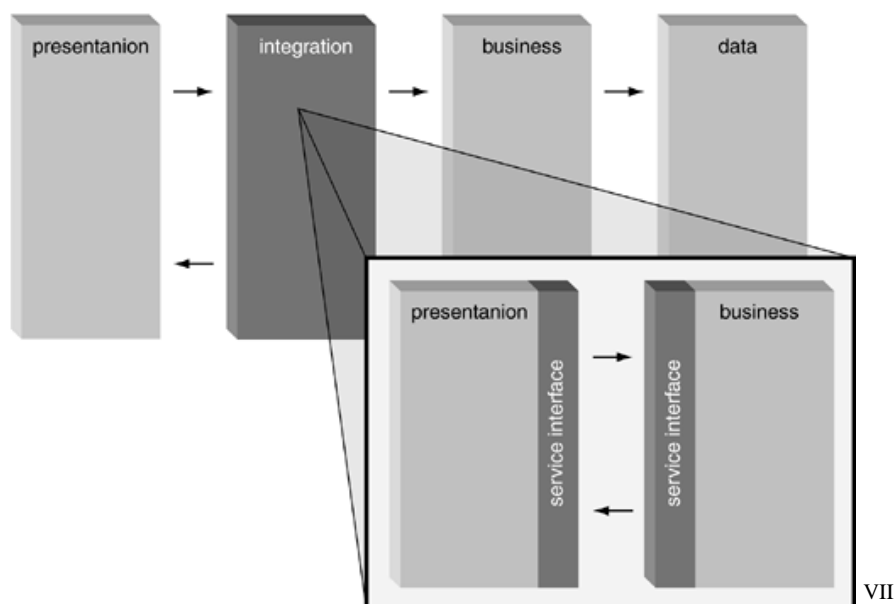 presentanion
integration
business
data
presentanion
service interface
service interface
business
VII